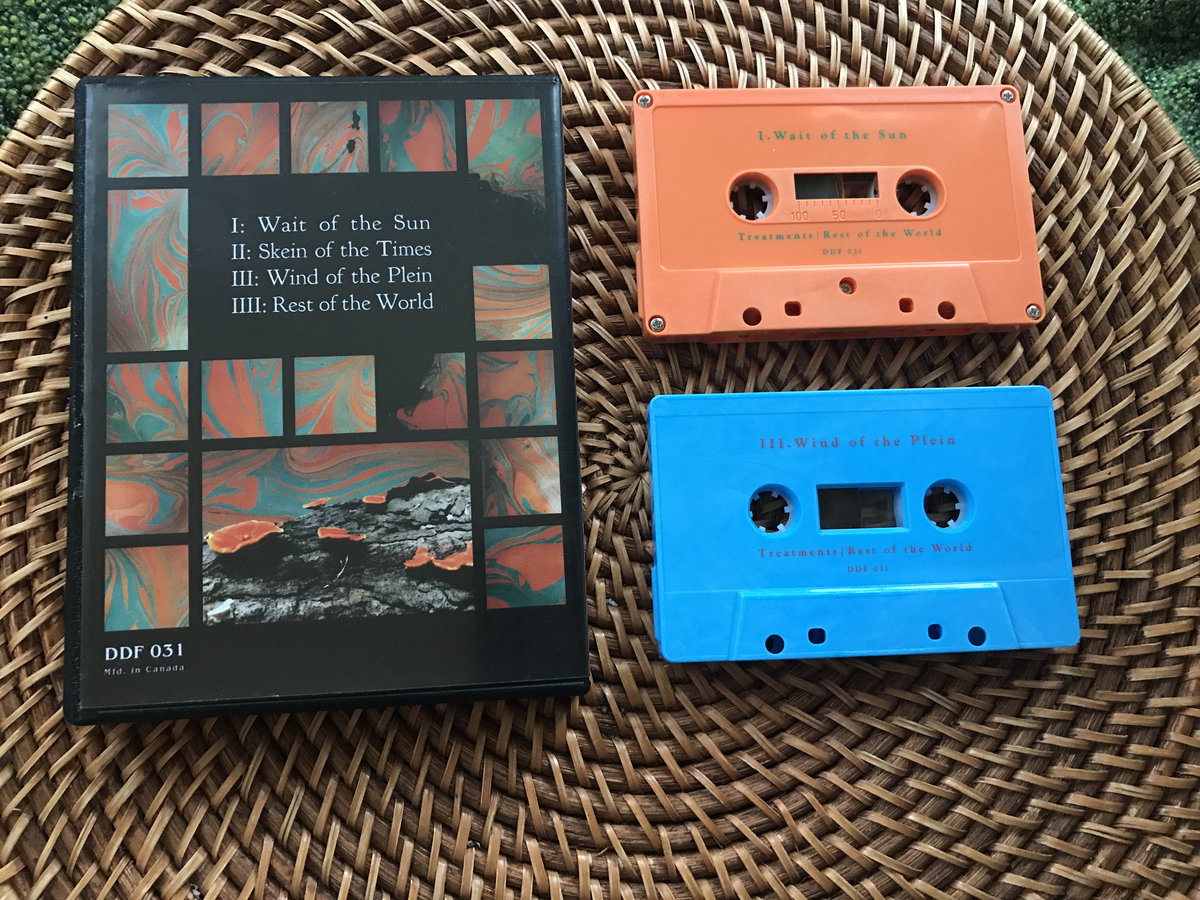 I: Wait of the Sun
II: Skein of the Times
III: Wind of the Plein
IIII: Rest of the World
DDF 031
Mfd. in Canada
I.Wait of the Sun
100 50 0
Treatments|Rest of the World
DDF 031
III.Wind of the Plein
Treatments|Rest of the World
DDF 031